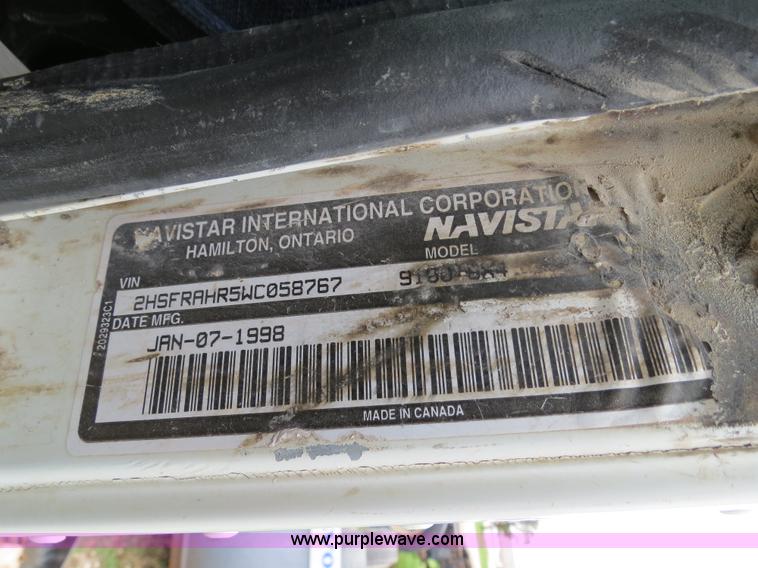 NAVISTAR INTERNATIONAL CORPORATION
HAMILTON, ONTARIO
NAVISTAR
VIN
MODEL
2HSFRAHR5WC058767
2029323C1
DATE MFG.
JAN-07-1998
MADE IN CANADA
www.purplewave.com